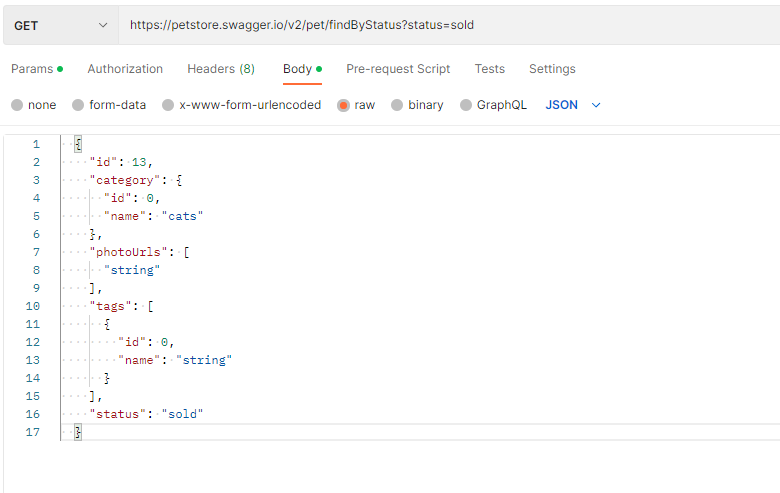 GET https://petstore.swagger.io/v2/pet/findByStatus?status=sold
Params Authorization Headers (8) Body Pre-request Script Tests Settings
none form-data x-www-form-urlencoded raw binary GraphQL JSON
1 {
2 "id": 13,
3 "category": {
4 "id": 0,
5 "name": "cats"
6 },
7 "photoUrls": [
8 "string"
9 ],
10 "tags": [
11 {
12 "id": 0,
13 "name": "string"
14 }
15 ],
16 "status": "sold"
17 }